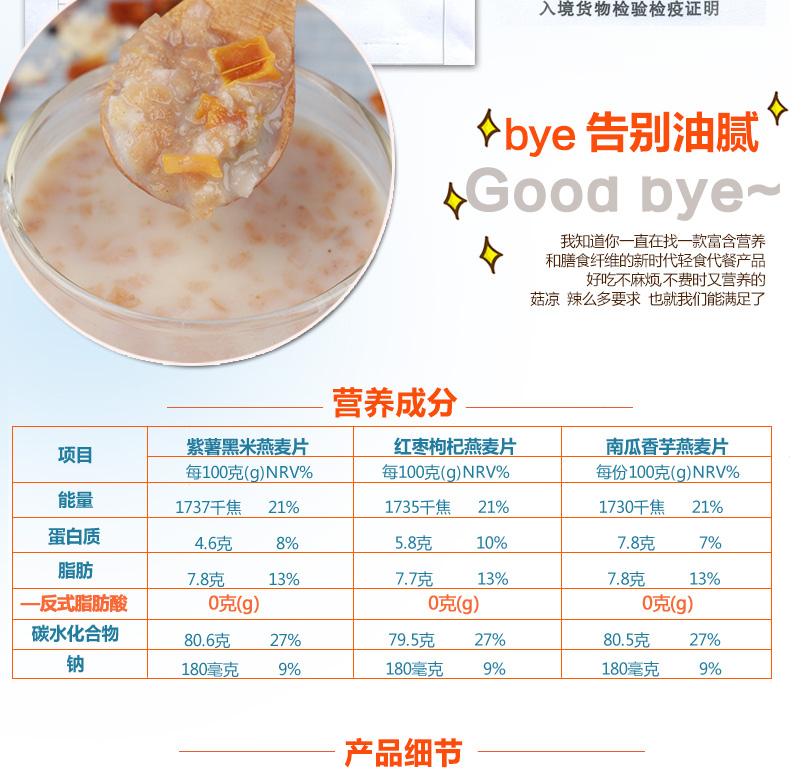 入境货物检验检疫证明
bye 告别油腻
Good bye~
我知道你一直在找一款富含营养
和膳食纤维的新时代轻食代餐产品
好吃不麻烦,不费时又营养的
菇凉 辣么多要求 也就我们能满足了
营养成分
项目 紫薯黑米燕麦片 红枣枸杞燕麦片 南瓜香芋燕麦片
每100克(g)NRV% 每100克(g)NRV% 每份100克(g)NRV%
能量 1737千焦 21% 1735千焦 21% 1730千焦 21%
蛋白质 4.6克 8% 5.8克 10% 7.8克 7%
脂肪 7.8克 13% 7.7克 13% 7.8克 13%
—反式脂肪酸 0克(g) 0克(g) 0克(g)
碳水化合物 80.6克 27% 79.5克 27% 80.5克 27%
钠 180毫克 9% 180毫克 9% 180毫克 9%
产品细节